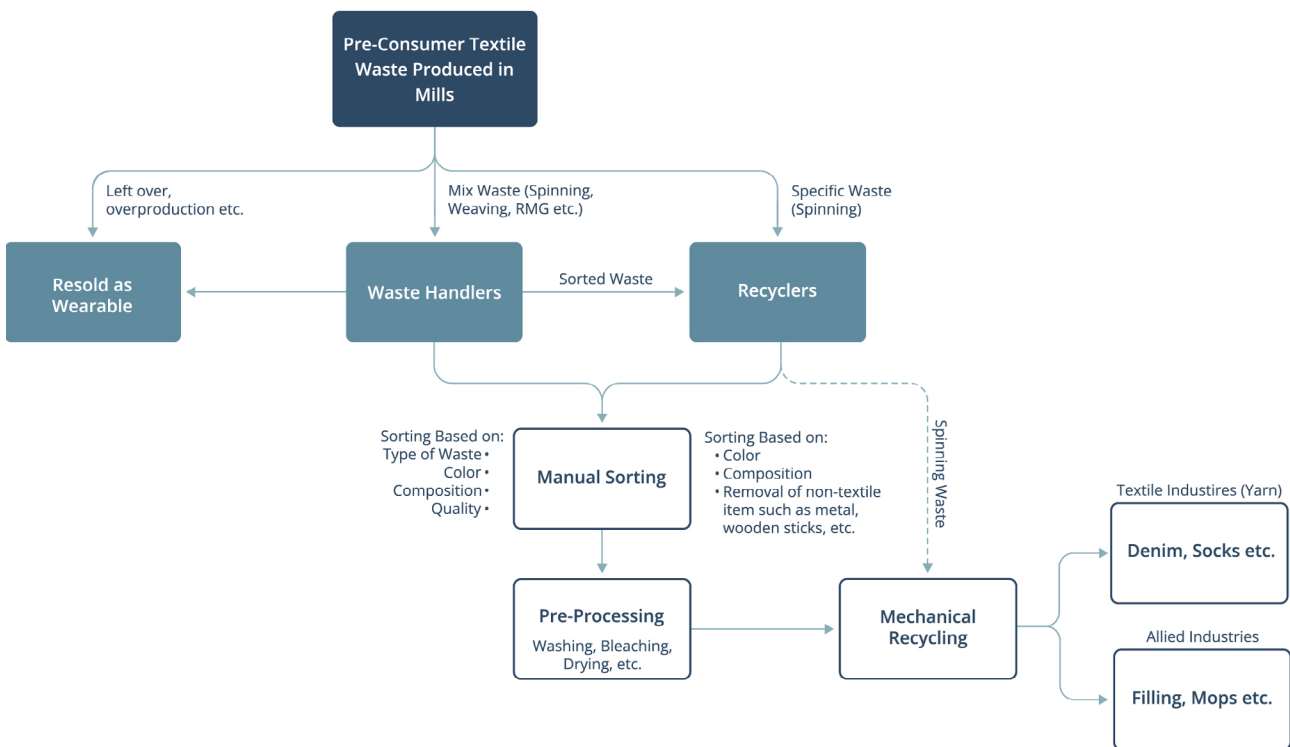 Pre-Consumer Textile
Waste Produced in
Mills
Left over,
overproduction etc.
Mix Waste (Spinning,
Weaving, RMG etc.)
Specific Waste
(Spinning)
Resold as
Wearable
Waste Handlers
Sorted Waste
Recyclers
Sorting Based on:
Type of Waste •
Color •
Composition •
Quality •
Manual Sorting
Sorting Based on:
• Color
• Composition
• Removal of non-textile
item such as metal,
wooden sticks, etc.
Spinning Waste
Pre-Processing
Washing, Bleaching,
Drying, etc.
Mechanical
Recycling
Textile Industires (Yarn)
Denim, Socks etc.
Allied Industries
Filling, Mops etc.